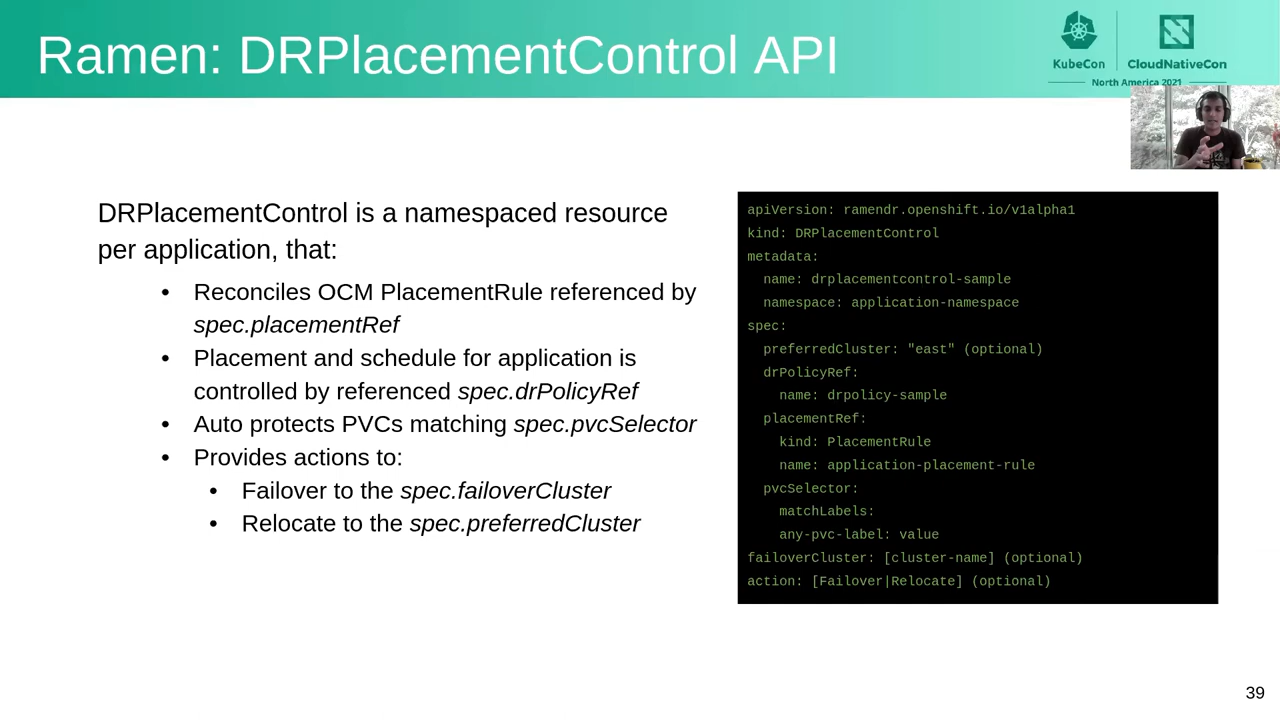 Ramen: DRPlacementControl API
KubeCon
CloudNativeCon
North America 2021
DRPlacementControl is a namespaced resource
per application, that:
• Reconciles OCM PlacementRule referenced by
spec.placementRef
• Placement and schedule for application is
controlled by referenced spec.drPolicyRef
• Auto protects PVCs matching spec.pvcSelector
• Provides actions to:
• Failover to the spec.failoverCluster
• Relocate to the spec.preferredCluster
apiVersion: ramendr.openshift.io/v1alpha1
kind: DRPlacementControl
metadata:
  name: drplacementcontrol-sample
  namespace: application-namespace
spec:
  preferredCluster: "east" (optional)
  drPolicyRef:
    name: drpolicy-sample
  placementRef:
    kind: PlacementRule
    name: application-placement-rule
  pvcSelector:
    matchLabels:
    any-pvc-label: value
failoverCluster: [cluster-name] (optional)
action: [Failover|Relocate] (optional)
39